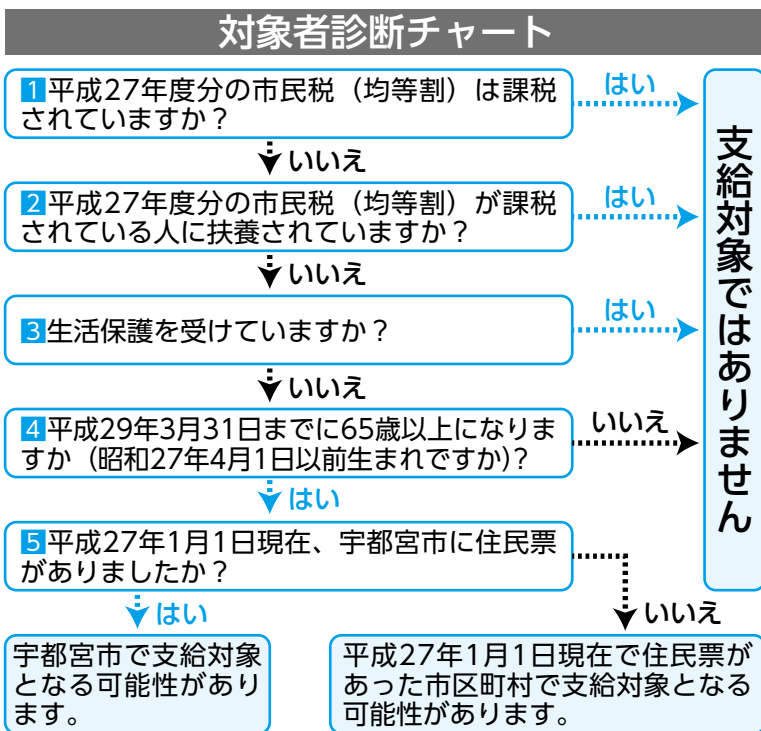 対象者診断チャート
1平成27年度分の市民税（均等割）は課税
されていますか？
はい
いいえ
2平成27年度分の市民税（均等割）が課税
されている人に扶養されていますか？
はい
いいえ
3生活保護を受けていますか？
はい
いいえ
4平成29年3月31日までに65歳以上になりま
すか（昭和27年4月1日以前生まれですか)？
いいえ
はい
支給対象ではありません
5平成27年1月1日現在、宇都宮市に住民票
がありましたか？
はい
いいえ
宇都宮市で支給対象
となる可能性があり
ます。
平成27年1月1日現在で住民票が
あった市区町村で支給対象となる
可能性があります。